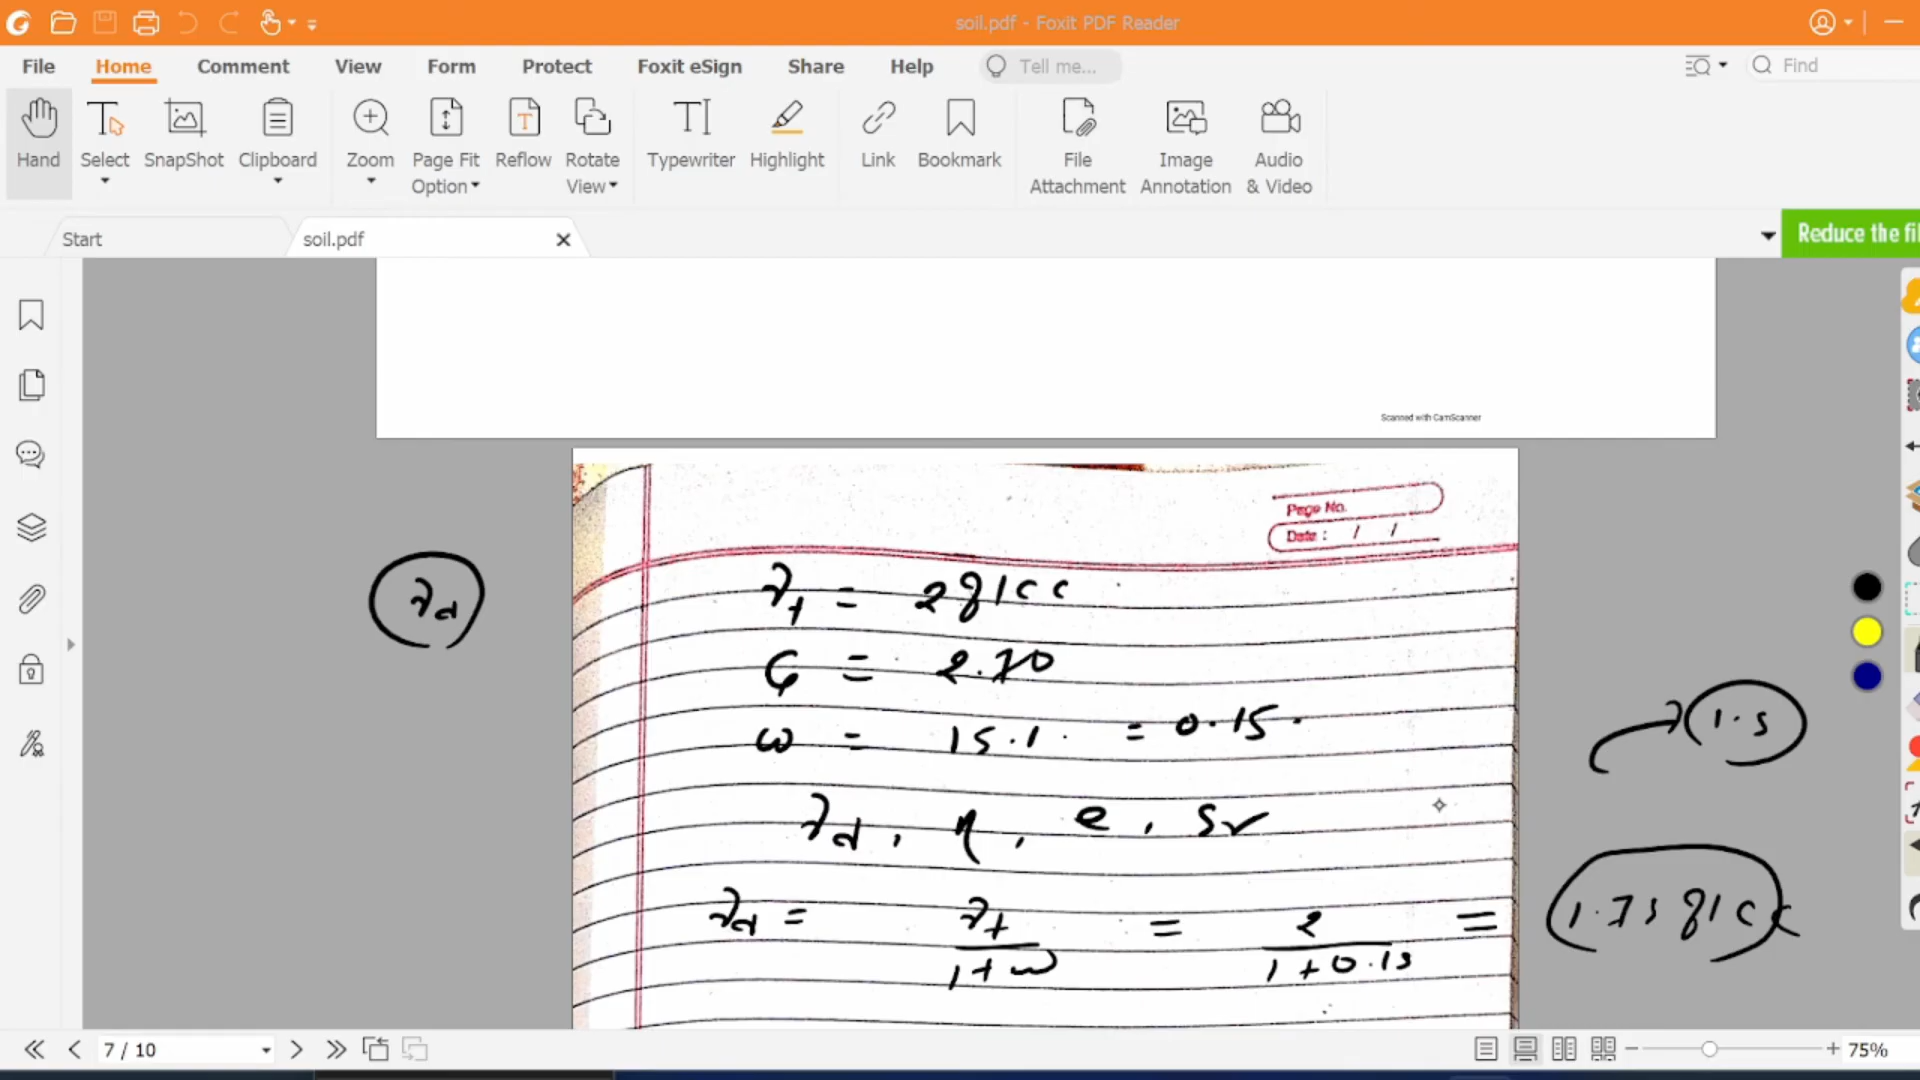 soil.pdf - Foxit PDF Reader
File Home Comment View Form Protect Foxit eSign Share Help Tell me... Find
Hand Select SnapShot Clipboard Zoom Page Fit Option Reflow Rotate View Typewriter Highlight Link Bookmark File Attachment Image Annotation Audio & Video
Start soil.pdf Reduce the fil
Scanned with CamScanner
Page No.
Date : / /
γt = 2g/cc
γd
G = 2.70
ω = 15.1. = 0.15.
1.5
γd, η, e, Sr
γd = γt/1+ω = 2/1+0.15 = 1.75g/cc
7 / 10 75%